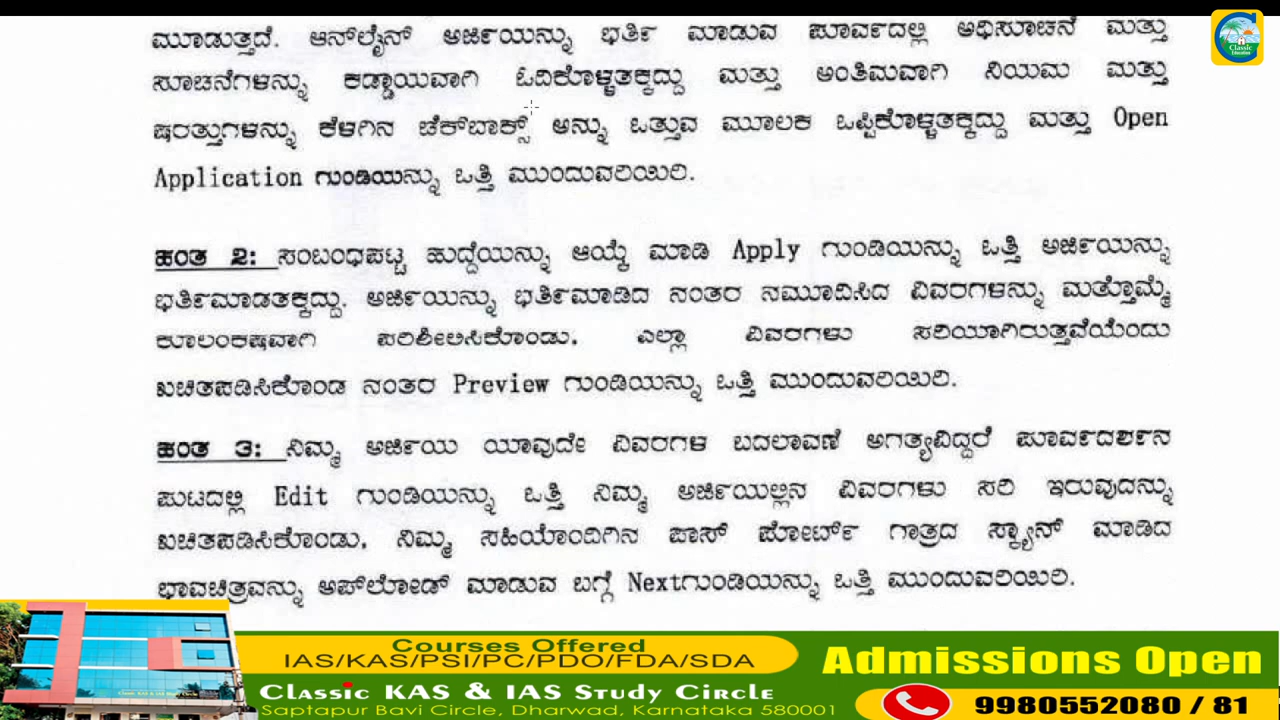 ಮೂಡುತ್ತದೆ. ಆನ್‌ಲೈನ್ ಅರ್ಜಿಯನ್ನು ಭರ್ತಿ ಮಾಡುವ ಪೂರ್ವದಲ್ಲಿ ಅಧಿಸೂಚನೆ ಮತ್ತು
ಸೂಚನೆಗಳನ್ನು ಕಡ್ಡಾಯವಾಗಿ ಓದಿಕೊಳ್ಳತಕ್ಕದ್ದು ಮತ್ತು ಅಂತಿಮವಾಗಿ ನಿಯಮ ಮತ್ತು
ಷರತ್ತುಗಳನ್ನು ಕೆಳಗಿನ ಚೆಕ್‌ಬಾಕ್ಸ್ ಅನ್ನು ಒತ್ತುವ ಮೂಲಕ ಒಪ್ಪಿಕೊಳ್ಳತಕ್ಕದ್ದು ಮತ್ತು Open
Application ಗುಂಡಿಯನ್ನು ಒತ್ತಿ ಮುಂದುವರಿಯಿರಿ.
ಹಂತ 2: ಸಂಬಂಧಪಟ್ಟ ಹುದ್ದೆಯನ್ನು ಆಯ್ಕೆ ಮಾಡಿ Apply ಗುಂಡಿಯನ್ನು ಒತ್ತಿ ಅರ್ಜಿಯನ್ನು
ಭರ್ತಿಮಾಡತಕ್ಕದ್ದು. ಅರ್ಜಿಯನ್ನು ಭರ್ತಿಮಾಡಿದ ನಂತರ ನಮೂದಿಸಿದ ವಿವರಗಳನ್ನು ಮತ್ತೊಮ್ಮೆ
ಕೂಲಂಕಷವಾಗಿ ಪರಿಶೀಲಿಸಿಕೊಂಡು, ಎಲ್ಲಾ ವಿವರಗಳು ಸರಿಯಾಗಿರುತ್ತವೆಯೆಂದು
ಖಚಿತಪಡಿಸಿಕೊಂಡ ನಂತರ Preview ಗುಂಡಿಯನ್ನು ಒತ್ತಿ ಮುಂದುವರಿಯಿರಿ.
ಹಂತ 3: ನಿಮ್ಮ ಅರ್ಜಿಯ ಯಾವುದೇ ವಿವರಗಳ ಬದಲಾವಣೆ ಅಗತ್ಯವಿದ್ದರೆ ಪೂರ್ವದರ್ಶನ
ಪುಟದಲ್ಲಿ Edit ಗುಂಡಿಯನ್ನು ಒತ್ತಿ ನಿಮ್ಮ ಅರ್ಜಿಯಲ್ಲಿನ ವಿವರಗಳು ಸರಿ ಇರುವುದನ್ನು
ಖಚಿತಪಡಿಸಿಕೊಂಡು, ನಿಮ್ಮ ಸಹಿಯೊಂದಿಗಿನ ಪಾಸ್ ಪೋರ್ಟ್ ಗಾತ್ರದ ಸ್ಕ್ಯಾನ್ ಮಾಡಿದ
ಭಾವಚಿತ್ರವನ್ನು ಅಪ್‌ಲೋಡ್ ಮಾಡುವ ಬಗ್ಗೆ Nextಗುಂಡಿಯನ್ನು ಒತ್ತಿ ಮುಂದುವರಿಯಿರಿ.
Classic
Education
Courses Offered
IAS/KAS/PSI/PC/PDO/FDA/SDA
Classic KAS & IAS Study Circle
Saptapur Bavi Circle, Dharwad, Karnataka 580001
Admissions Open
9980552080 / 81